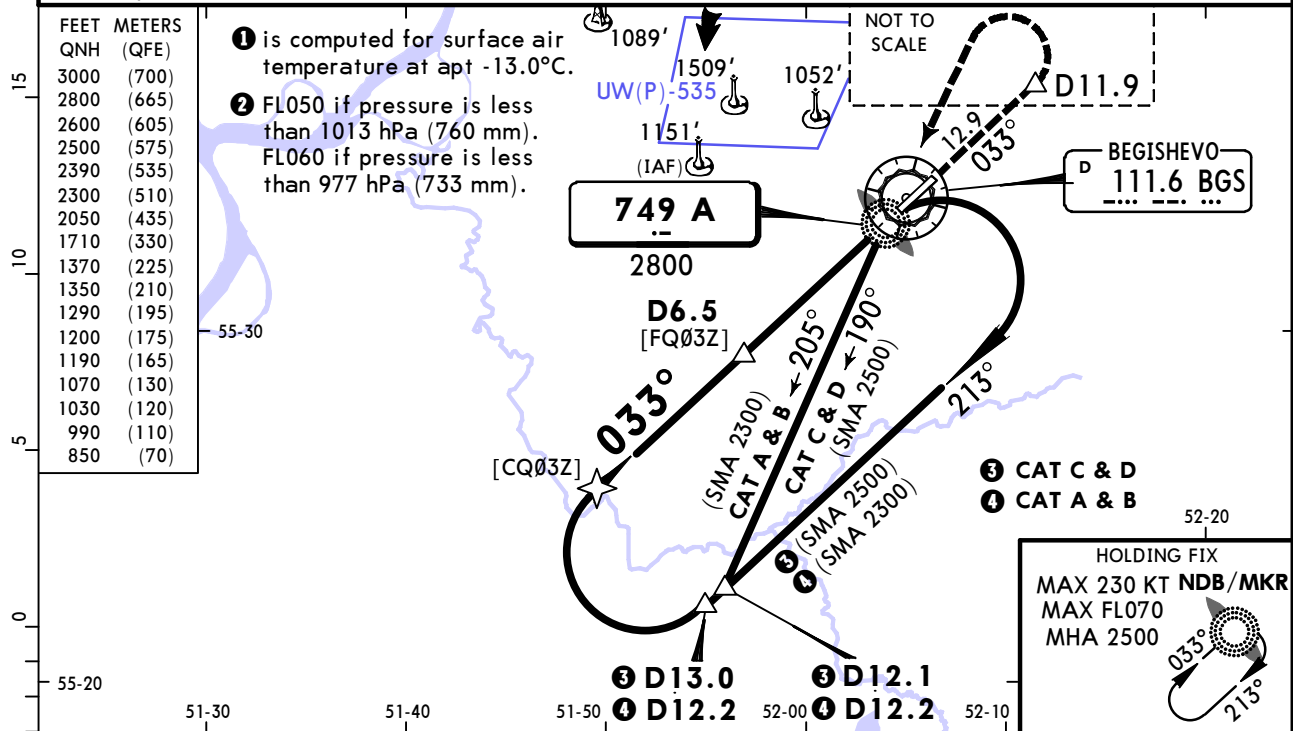 FEET METERS
QNH (QFE)
3000 (700)
2800 (665)
2600 (605)
2500 (575)
2390 (535)
2300 (510)
2050 (435)
1710 (330)
1370 (225)
1350 (210)
1290 (195)
1200 (175)
1190 (165)
1070 (130)
1030 (120)
990 (110)
850 (70)
❶ is computed for surface air
temperature at apt -13.0°C.
❷ FL050 if pressure is less
than 1013 hPa (760 mm).
FL060 if pressure is less
than 977 hPa (733 mm).
1089'
1509'
UW(P)-535
1052'
1151'
NOT TO
SCALE
D11.9
12.9
033°
BEGISHEVO
D 111.6 BGS
(IAF)
749 A
2800
D6.5
[FQØ3Z]
033°
[CQØ3Z]
205°
CAT A & B
(SMA 2300)
190°
CAT C & D
(SMA 2500)
213°
❸ (SMA 2500)
❹ (SMA 2300)
❸ CAT C & D
❹ CAT A & B
❸ D13.0
❹ D12.2
❸ D12.1
❹ D12.2
HOLDING FIX
MAX 230 KT NDB/MKR
MAX FL070
MHA 2500
033°
213°
15
10
5
0
55-30
55-20
51-30
51-40
51-50
52-00
52-10
52-20